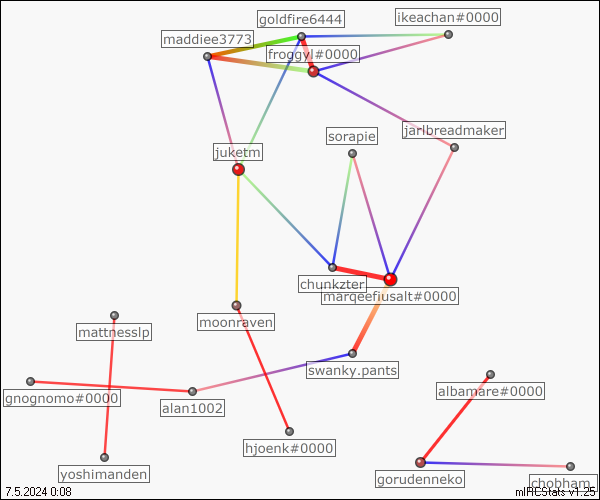 goldfire6444
ikeachan#0000
maddiee3773
froggyl#0000
jarlbreadmaker
sorapie
juketm
chunkzter
marqeefiusalt#0000
moonraven
mattnesslp
swanky.pants
albamare#0000
gnognomo#0000
alan1002
hjoenk#0000
yoshimanden
gorudenneko
chobham_
7.5.2024 0:08
mIRCStats v1.25